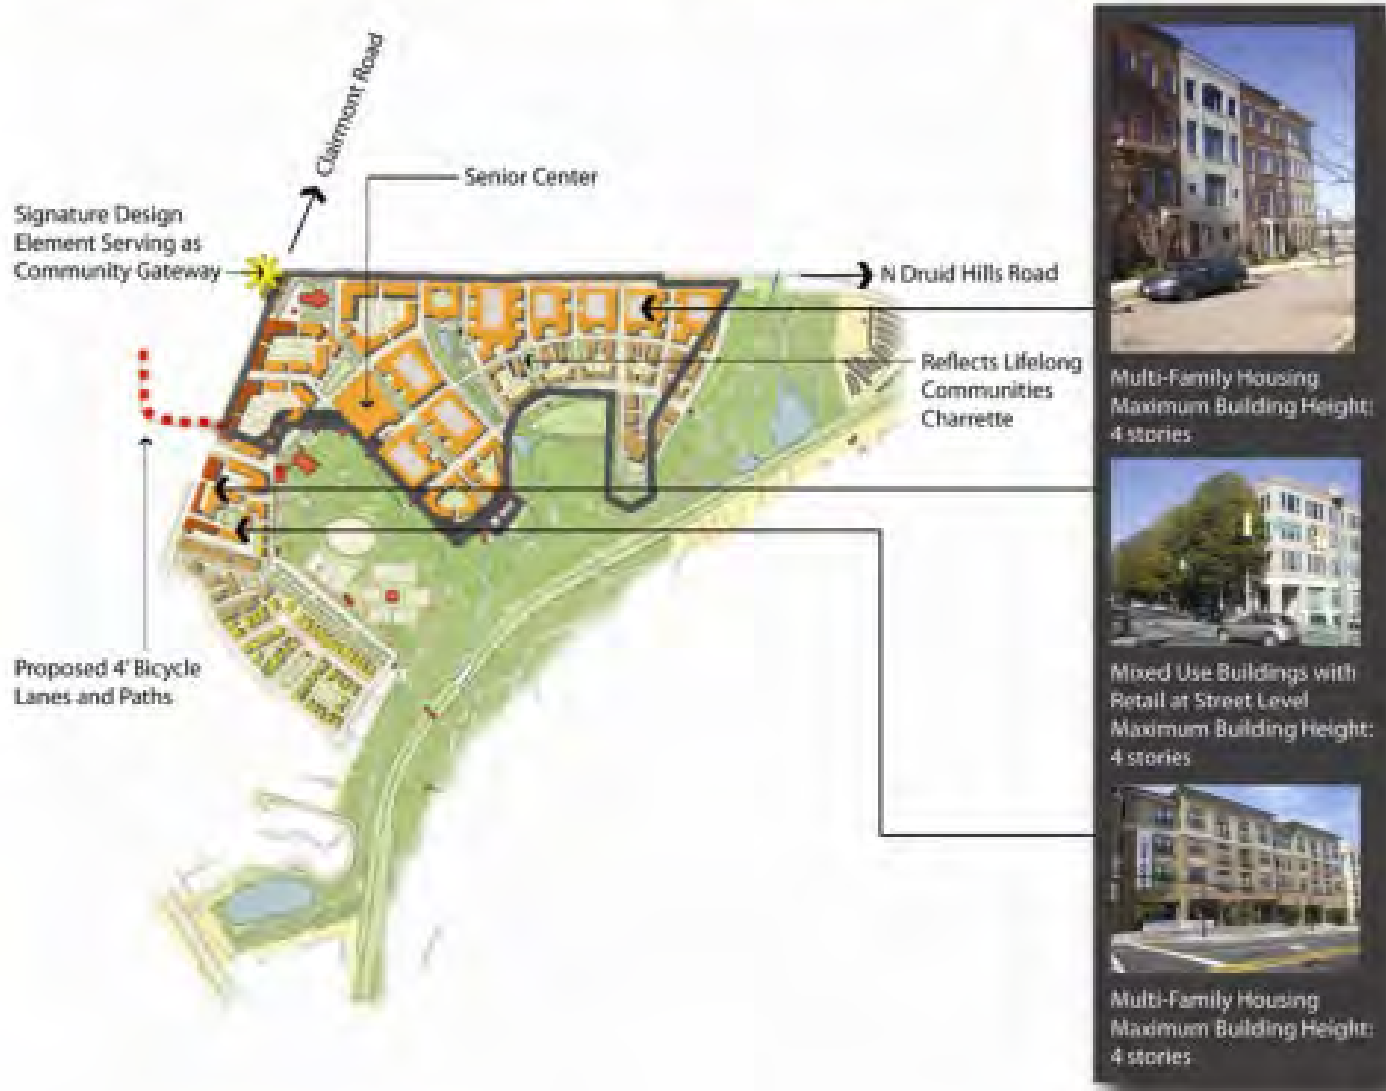 Clairmont Road
Senior Center
Signature Design
Element Serving as
Community Gateway
N Druid Hills Road
Reflects Lifelong
Communities
Charrette
Proposed 4' Bicycle
Lanes and Paths
Multi-Family Housing
Maximum Building Height:
4 stories
Mixed Use Buildings with
Retail at Street Level
Maximum Building Height:
4 stories
Multi-Family Housing
Maximum Building Height:
4 stories